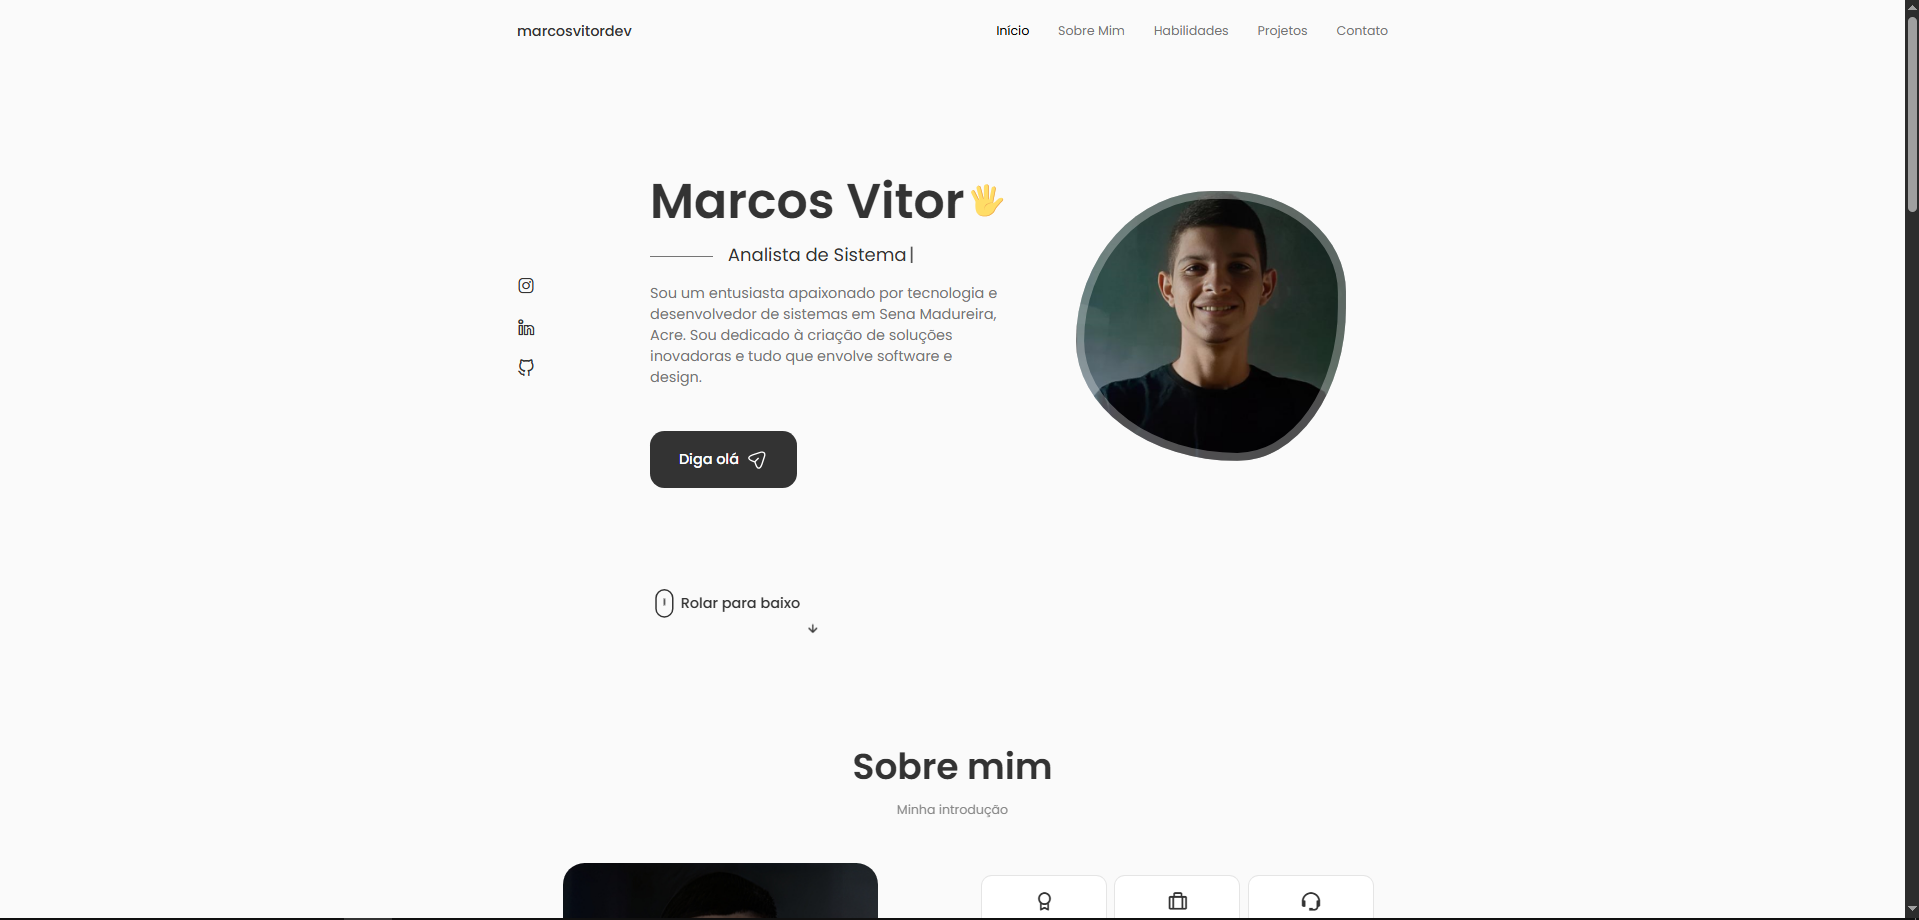 marcosvitordev
Início Sobre Mim Habilidades Projetos Contato
Marcos Vitor
Analista de Sistema|
Sou um entusiasta apaixonado por tecnologia e
desenvolvedor de sistemas em Sena Madureira,
Acre. Sou dedicado à criação de soluções
inovadoras e tudo que envolve software e
design.
Diga olá
Rolar para baixo
Sobre mim
Minha introdução